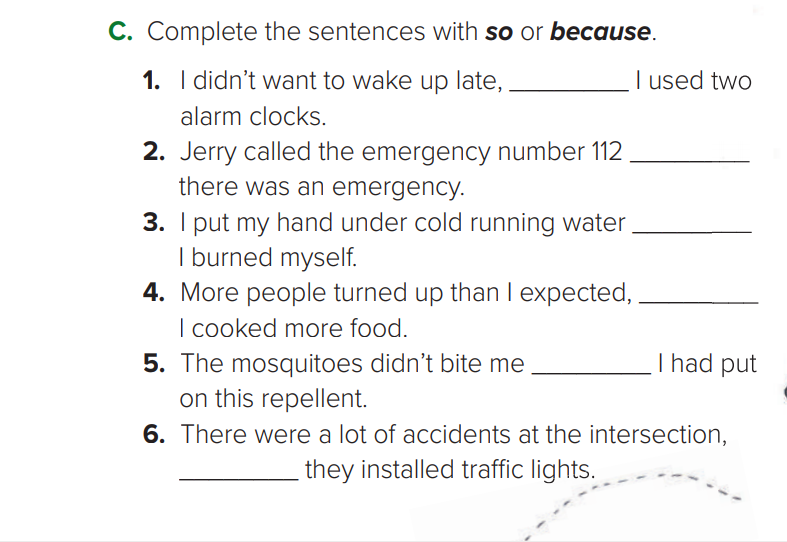 C. Complete the sentences with so or because.
1. I didn't want to wake up late, _________ I used two
alarm clocks.
2. Jerry called the emergency number 112 _________
there was an emergency.
3. I put my hand under cold running water _________
I burned myself.
4. More people turned up than I expected, _________
I cooked more food.
5. The mosquitoes didn't bite me _________ I had put
on this repellent.
6. There were a lot of accidents at the intersection,
_________ they installed traffic lights.